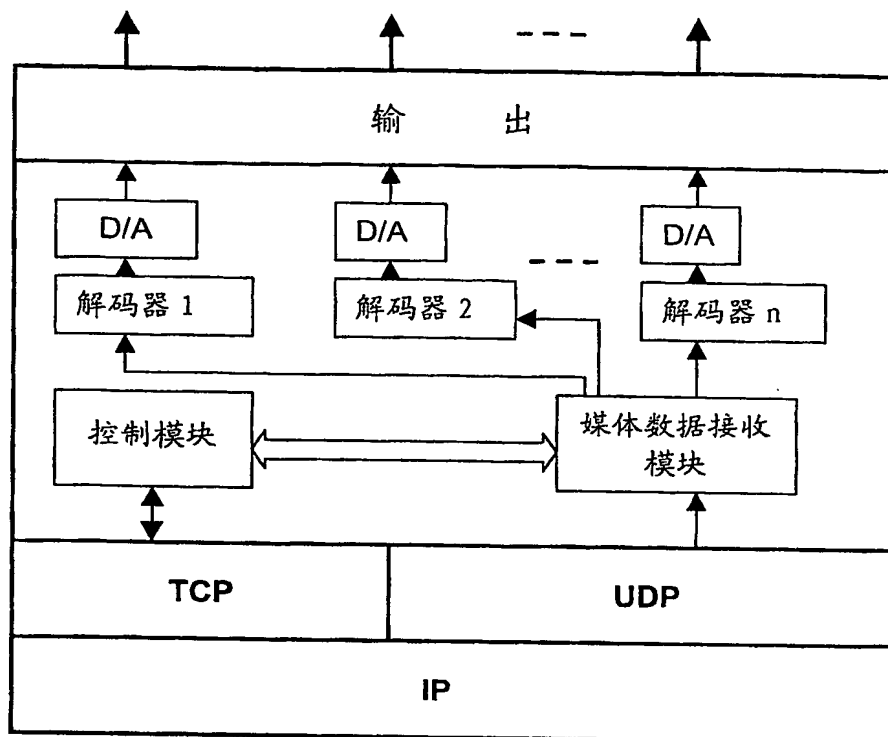 输 出
D/A
D/A
D/A
解码器 1
解码器 2
解码器 n
控制模块
媒体数据接收
模块
TCP
UDP
IP